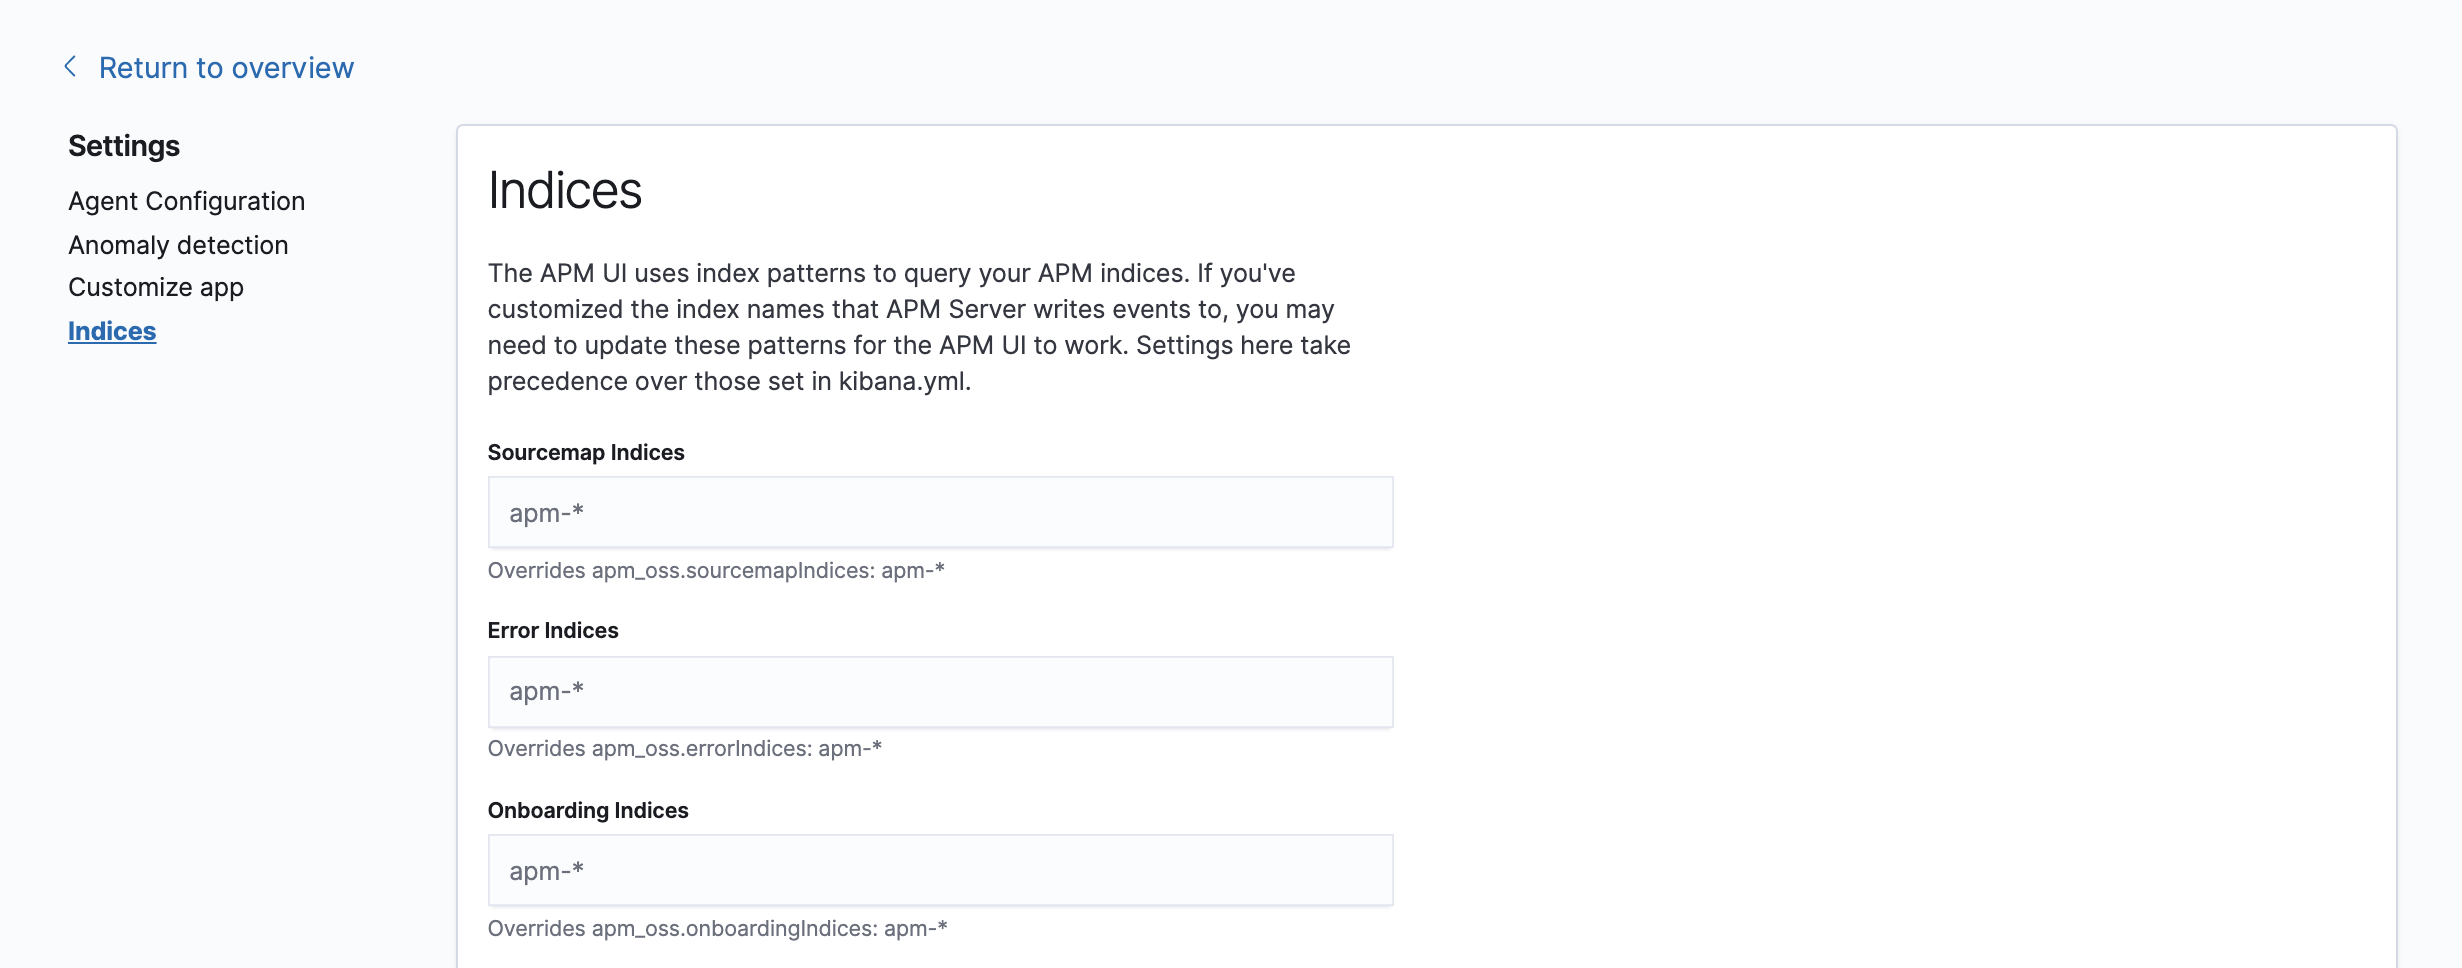 Return to overview
Settings
Agent Configuration
Anomaly detection
Customize app
Indices
Indices
The APM UI uses index patterns to query your APM indices. If you've
customized the index names that APM Server writes events to, you may
need to update these patterns for the APM UI to work. Settings here take
precedence over those set in kibana.yml.
Sourcemap Indices
apm-*
Overrides apm_oss.sourcemapIndices: apm-*
Error Indices
apm-*
Overrides apm_oss.errorIndices: apm-*
Onboarding Indices
apm-*
Overrides apm_oss.onboardingIndices: apm-*